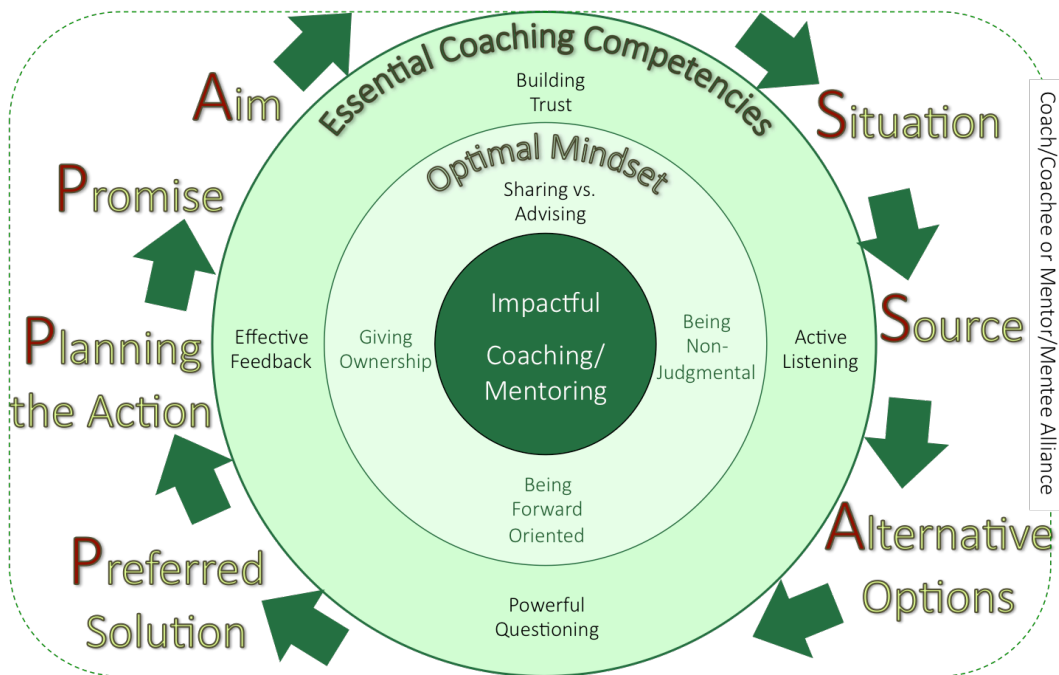 Essential Coaching Competencies
Building
Trust
Optimal Mindset
Sharing vs.
Advising
Impactful
Coaching/
Mentoring
Giving
Ownership
Being
Non-
Judgmental
Being
Forward
Oriented
Effective
Feedback
Active
Listening
Powerful
Questioning
Aim
Situation
Source
Alternative
Options
Preferred
Solution
Planning
the Action
Promise
Coach/Coachee or Mentor/Mentee Alliance